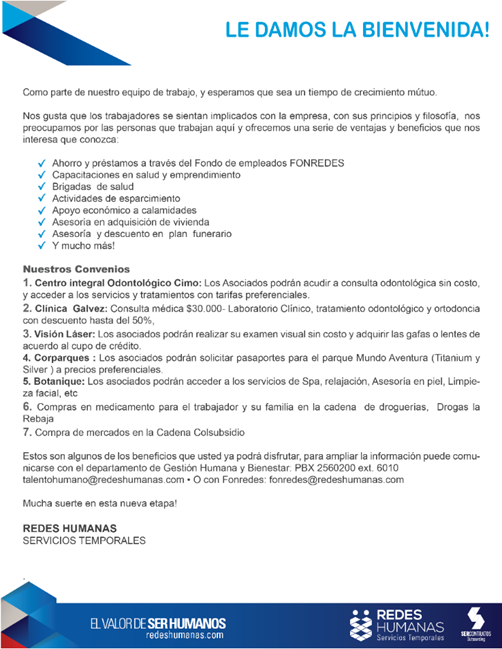 LE DAMOS LA BIENVENIDA!
Como parte de nuestro equipo de trabajo, y esperamos que sea un tiempo de crecimiento mútuo.
Nos gusta que los trabajadores se sientan implicados con la empresa, con sus principios y filosofía, nos
preocupamos por las personas que trabajan aquí y ofrecemos una serie de ventajas y beneficios que nos
interesa que conozca:
✓ Ahorro y préstamos a través del Fondo de empleados FONREDES
✓ Capacitaciones en salud y emprendimiento
✓ Brigadas de salud
✓ Actividades de esparcimiento
✓ Apoyo económico a calamidades
✓ Asesoría en adquisición de vivienda
✓ Asesoría y descuento en plan funerario
✓ Y mucho más!
Nuestros Convenios
1. Centro integral Odontológico Cimo: Los Asociados podrán acudir a consulta odontológica sin costo,
y acceder a los servicios y tratamientos con tarifas preferenciales.
2. Clínica Galvez: Consulta médica $30.000- Laboratorio Clínico, tratamiento odontológico y ortodoncia
con descuento hasta del 50%,
3. Visión Láser: Los asociados podrán realizar su examen visual sin costo y adquirir las gafas o lentes de
acuerdo al cupo de crédito.
4. Corparques : Los asociados podrán solicitar pasaportes para el parque Mundo Aventura (Titanium y
Silver ) a precios preferenciales.
5. Botanique: Los asociados podrán acceder a los servicios de Spa, relajación, Asesoría en piel, Limpie-
za facial, etc
6. Compras en medicamento para el trabajador y su familia en la cadena de droguerías, Drogas la
Rebaja
7. Compra de mercados en la Cadena Colsubsidio
Estos son algunos de los beneficios que usted ya podrá disfrutar, para ampliar la información puede comu-
nicarse con el departamento de Gestión Humana y Bienestar: PBX 2560200 ext. 6010
talentohumano@redeshumanas.com • O con Fonredes: fonredes@redeshumanas.com
Mucha suerte en esta nueva etapa!
REDES HUMANAS
SERVICIOS TEMPORALES
EL VALOR DE SER HUMANOS
redeshumanas.com
REDES
HUMANAS
Servicios Temporales
SERCONTRATOS
Outsourcing